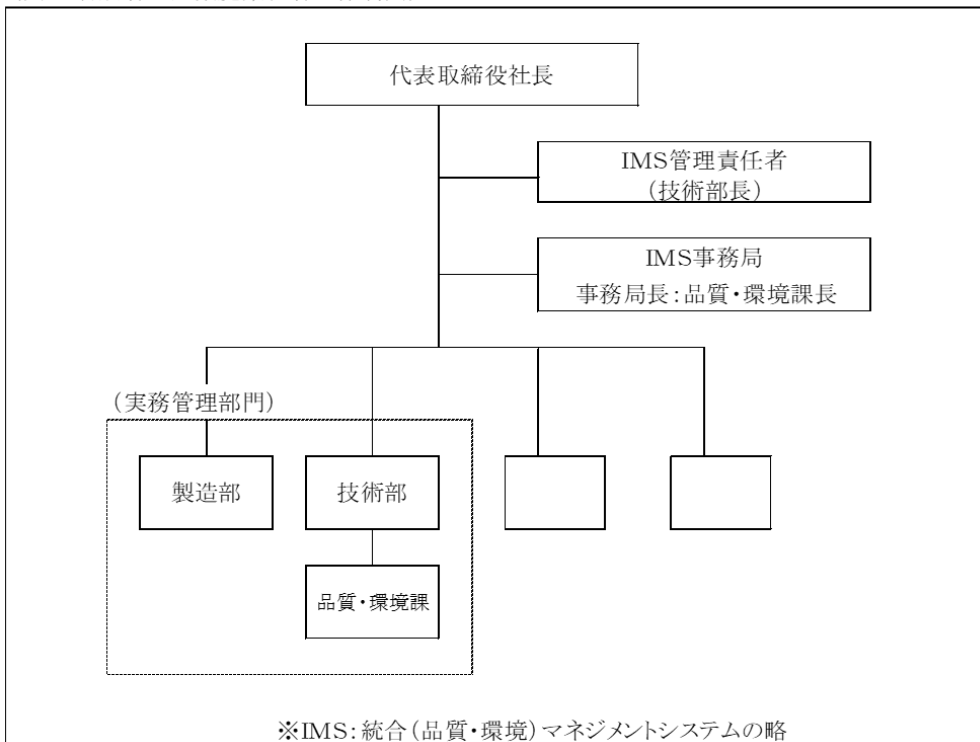 代表取締役社長
IMS管理責任者
(技術部長)
IMS事務局
事務局長:品質・環境課長
(実務管理部門)
製造部
技術部
品質・環境課
※IMS:統合(品質・環境)マネジメントシステムの略